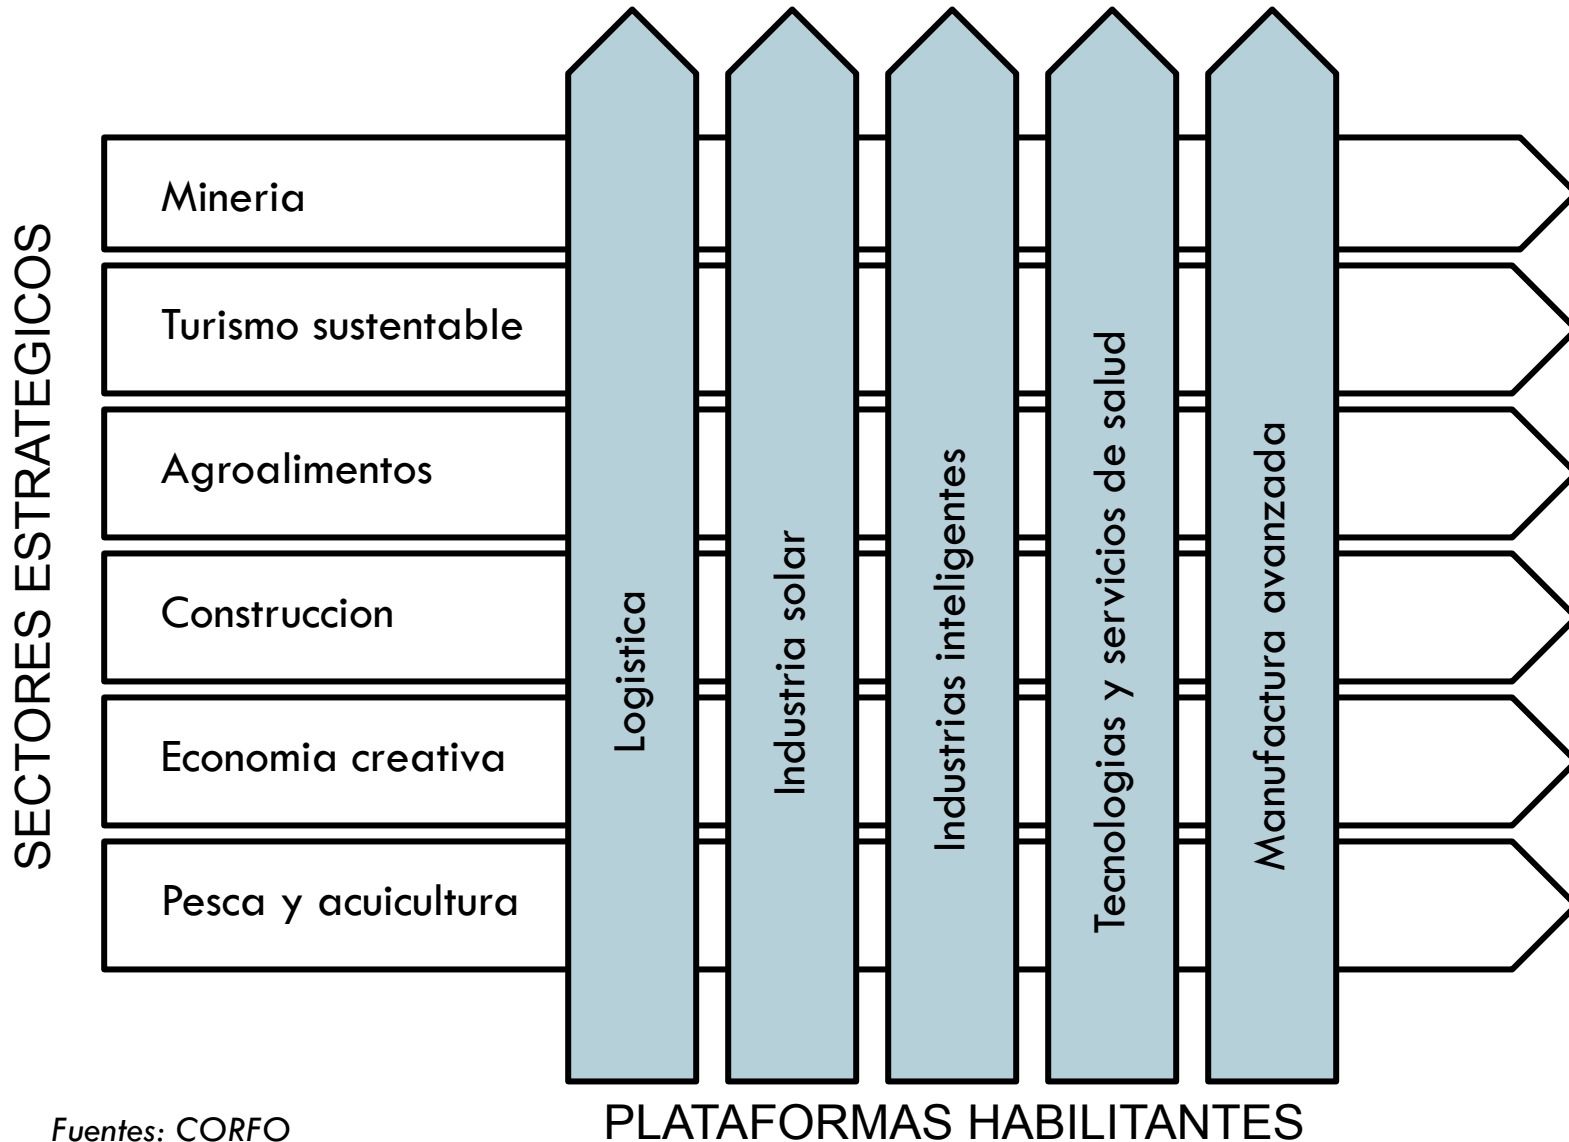 SECTORES ESTRATEGICOS
Mineria
Turismo sustentable
Agroalimentos
Construccion
Economia creativa
Pesca y acuicultura
Logistica
Industria solar
Industrias inteligentes
Tecnologias y servicios de salud
Manufactura avanzada
PLATAFORMAS HABILITANTES
Fuentes: CORFO